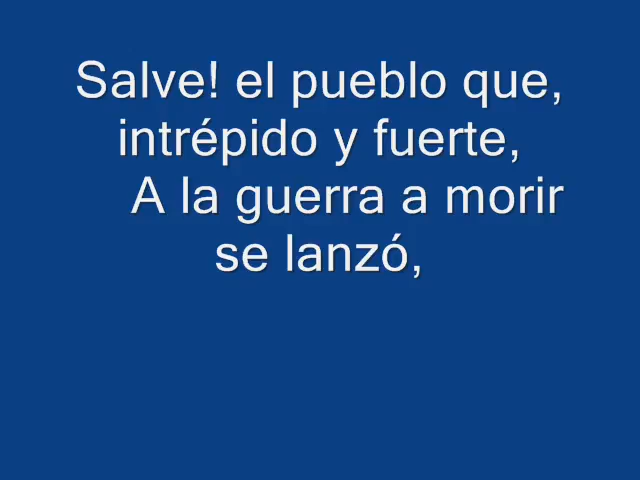 Salve! el pueblo que,
intrépido y fuerte,
A la guerra a morir
se lanzó,